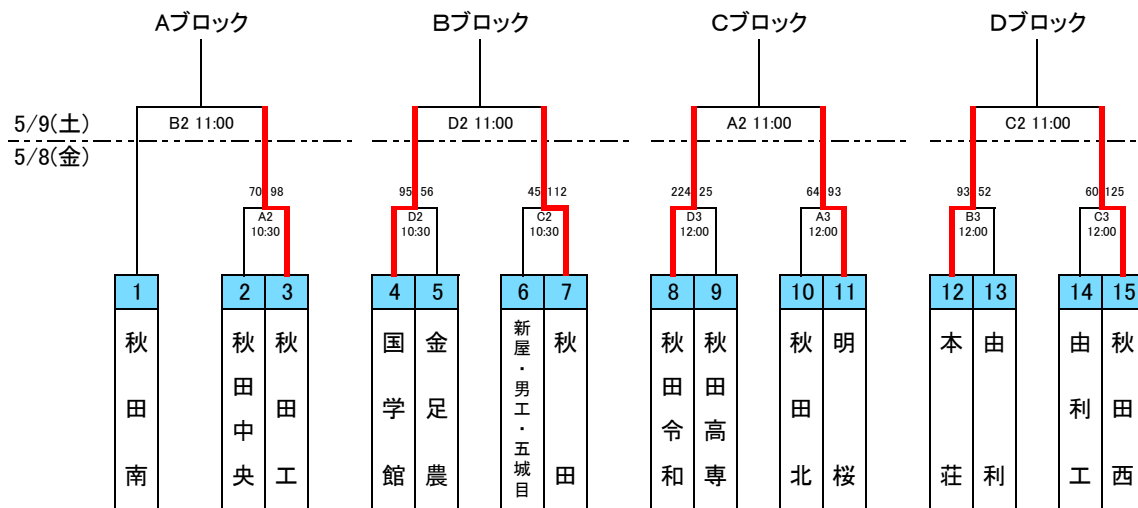 Aブロック
Bブロック
Cブロック
Dブロック
5/9(土)
B2 11:00
D2 11:00
A2 11:00
C2 11:00
5/8(金)
70 98
95 56
45 112
224 25
64 93
93 52
60 125
A2
10:30
D2
10:30
C2
10:30
D3
12:00
A3
12:00
B3
12:00
C3
12:00
1
2
3
4
5
6
7
8
9
10
11
12
13
14
15
秋田南
秋田中央
秋田工
国学館
金足農
新屋・男工・五城目
秋田
秋田令和
秋田高専
秋田北
明桜
本荘
由利
由利工
秋田西